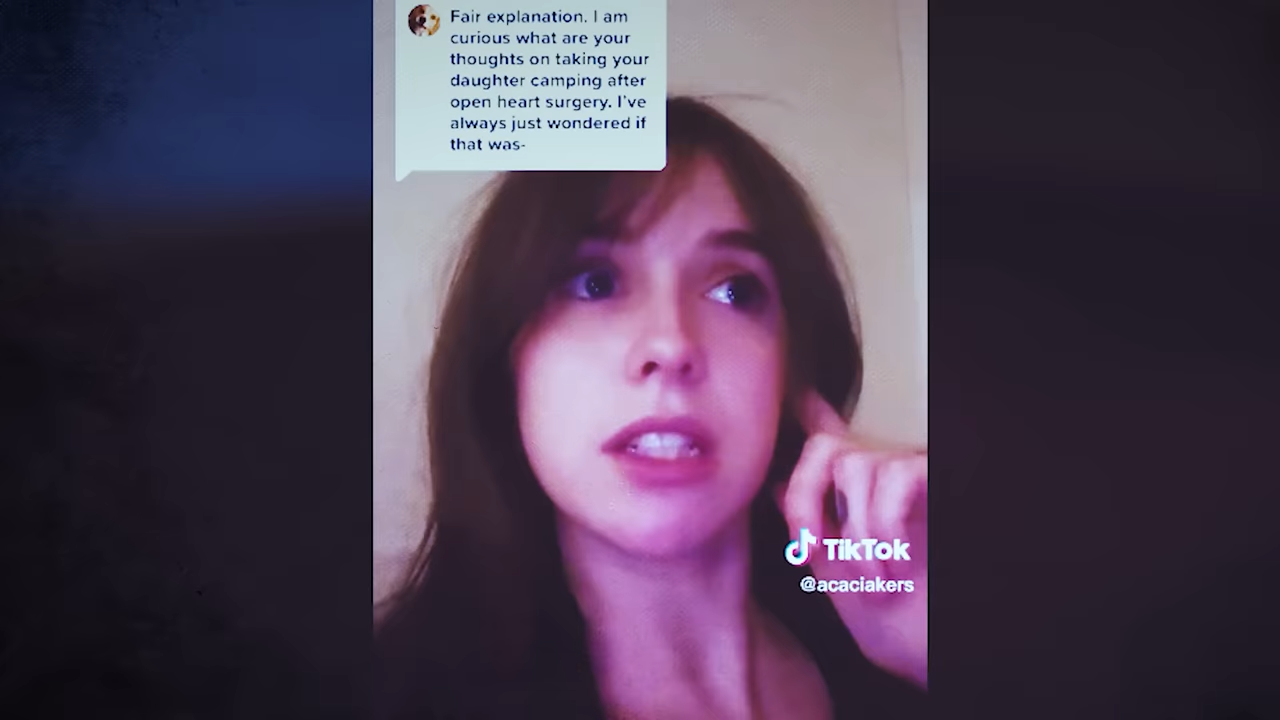 Fair explanation. I am
curious what are your
thoughts on taking your
daughter camping after
open heart surgery. I've
always just wondered if
that was-
TikTok
@acaciakers